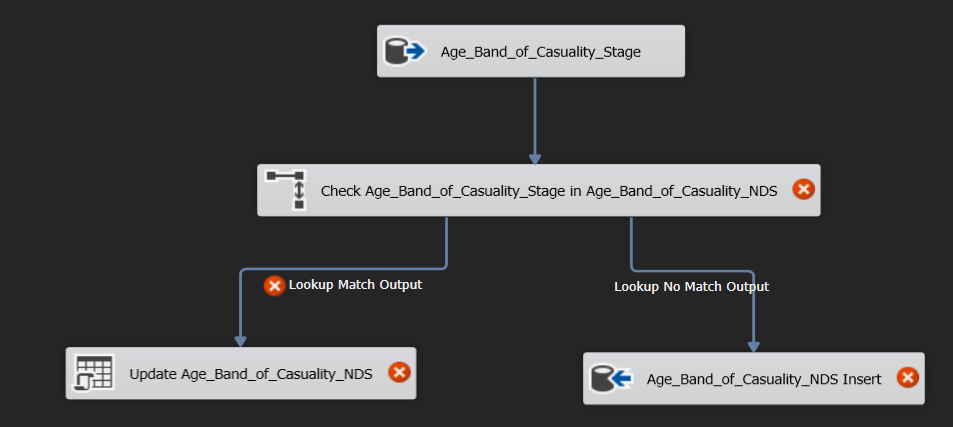 Age_Band_of_Casuality_Stage
Check Age_Band_of_Casuality_Stage in Age_Band_of_Casuality_NDS
Lookup Match Output
Lookup No Match Output
Update Age_Band_of_Casuality_NDS
Age_Band_of_Casuality_NDS Insert